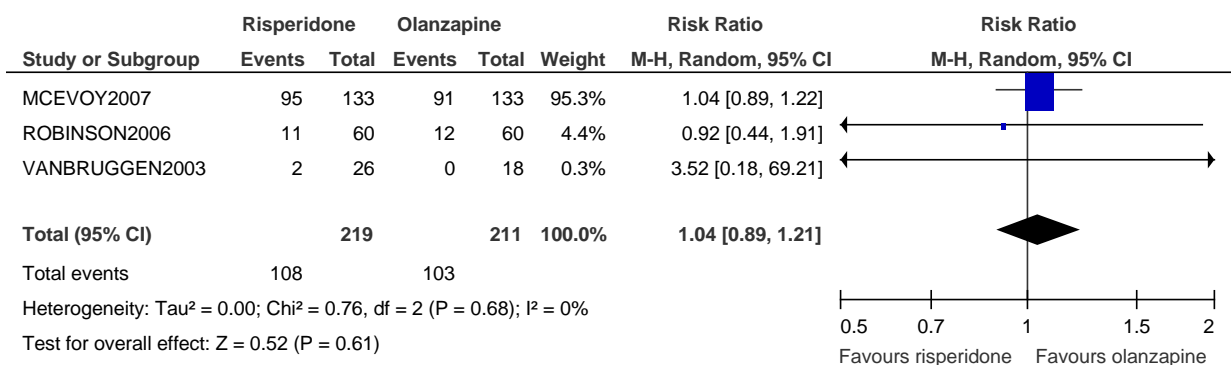 Risperidone Olanzapine Risk Ratio Risk Ratio
Study or Subgroup Events Total Events Total Weight M-H, Random, 95% CI M-H, Random, 95% CI
MCEVOY2007 95 133 91 133 95.3% 1.04 [0.89, 1.22]
ROBINSON2006 11 60 12 60 4.4% 0.92 [0.44, 1.91]
VANBRUGGEN2003 2 26 0 18 0.3% 3.52 [0.18, 69.21]
Total (95% CI) 219 211 100.0% 1.04 [0.89, 1.21]
Total events 108 103
Heterogeneity: Tau² = 0.00; Chi² = 0.76, df = 2 (P = 0.68); I² = 0%
Test for overall effect: Z = 0.52 (P = 0.61)
0.5 0.7 1 1.5 2
Favours risperidone Favours olanzapine